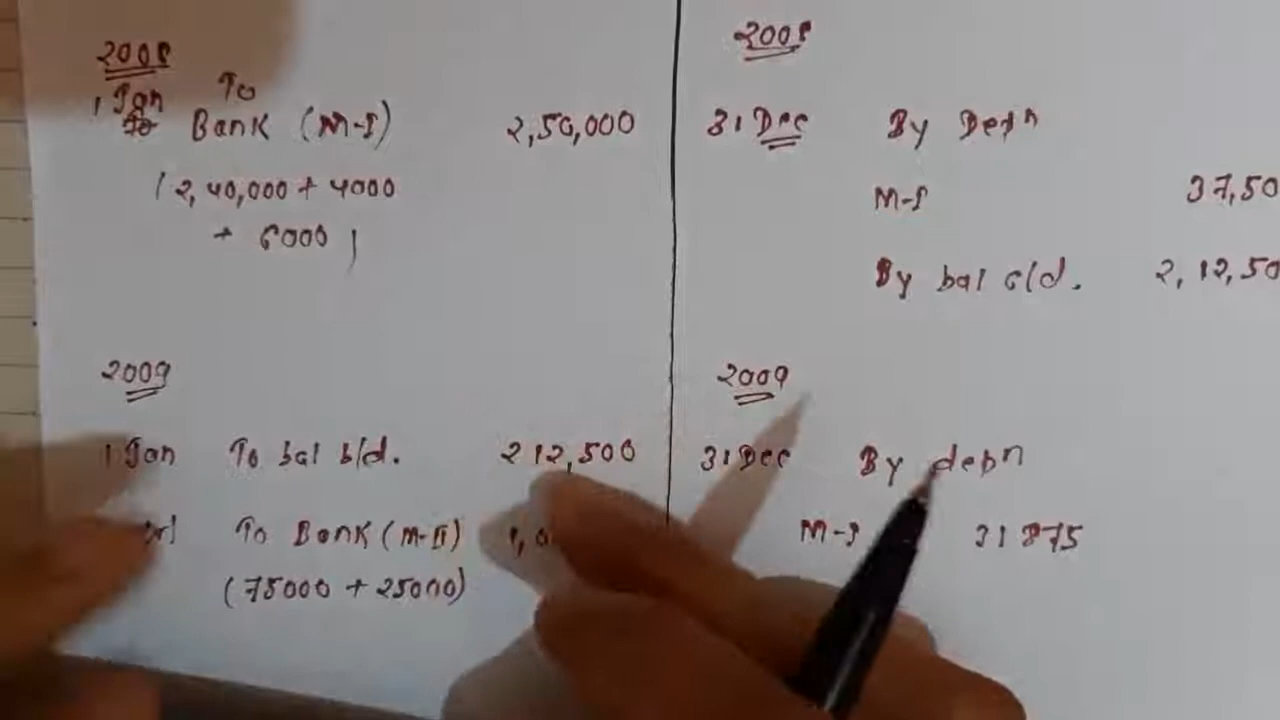 2008
1 Jan To
To Bank (M-I) 2,50,000
(2,40,000 + 4000
+ 6000)
2009
1 Jan To bal b/d. 212,500
To Bank (M-II)
(75000 + 25000)
2008
31 Dec By Depn
M-I 37,50
By bal c/d. 2,12,50
2009
31 Dec By depn
M-I 31875